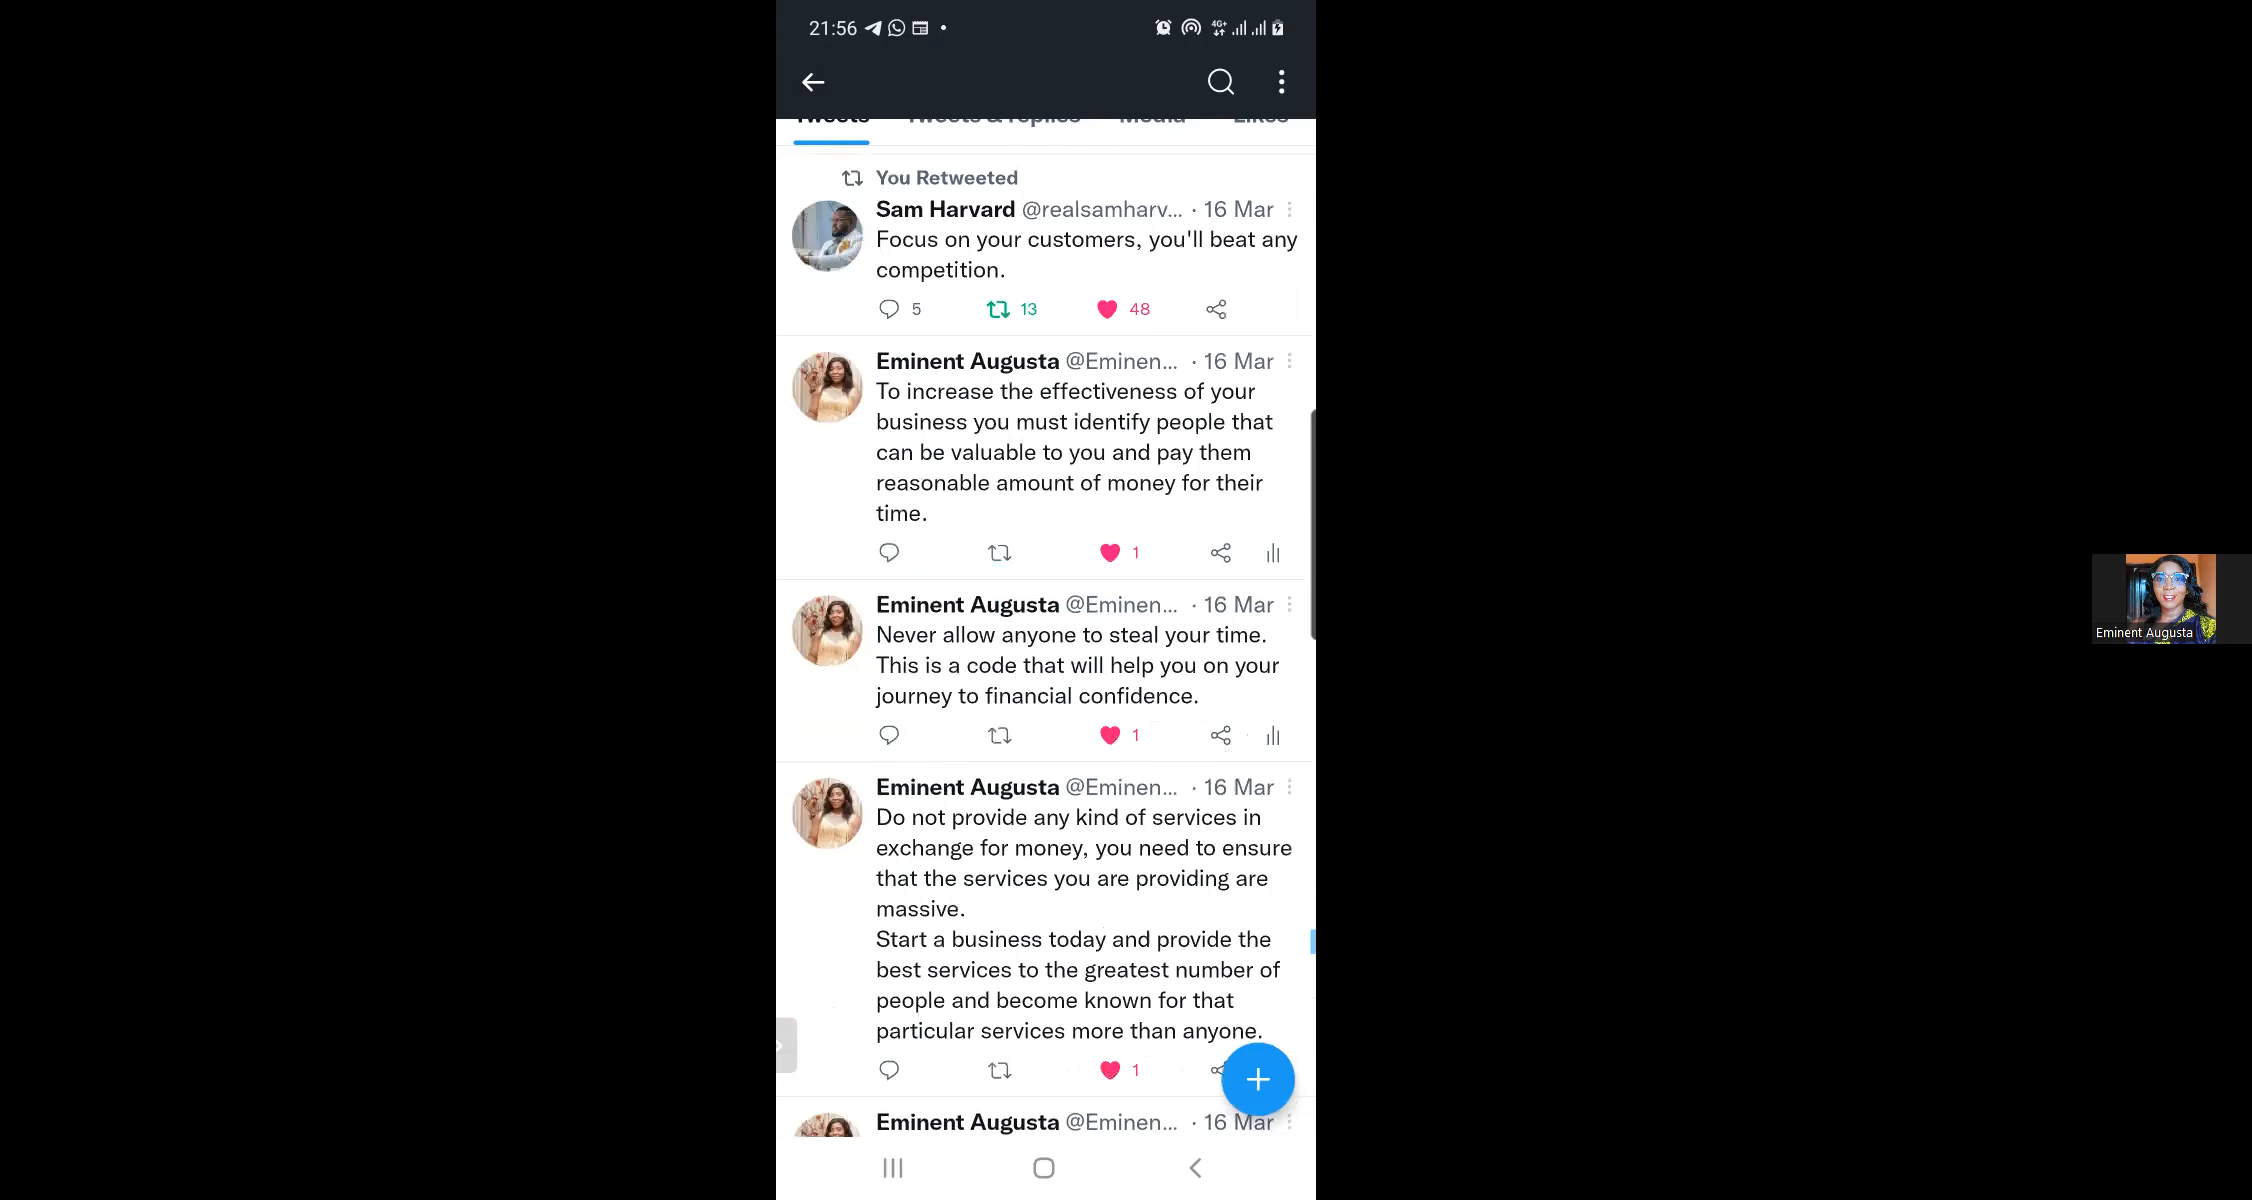 21:56
4G+
Tweets Tweets & replies Media Likes
You Retweeted
Sam Harvard @realsamharv... · 16 Mar
Focus on your customers, you'll beat any
competition.
5 13 48
Eminent Augusta @Eminen... · 16 Mar
To increase the effectiveness of your
business you must identify people that
can be valuable to you and pay them
reasonable amount of money for their
time.
1
Eminent Augusta @Eminen... · 16 Mar
Never allow anyone to steal your time.
This is a code that will help you on your
journey to financial confidence.
1
Eminent Augusta @Eminen... · 16 Mar
Do not provide any kind of services in
exchange for money, you need to ensure
that the services you are providing are
massive.
Start a business today and provide the
best services to the greatest number of
people and become known for that
particular services more than anyone.
1
Eminent Augusta @Eminen... · 16 Mar
Eminent Augusta